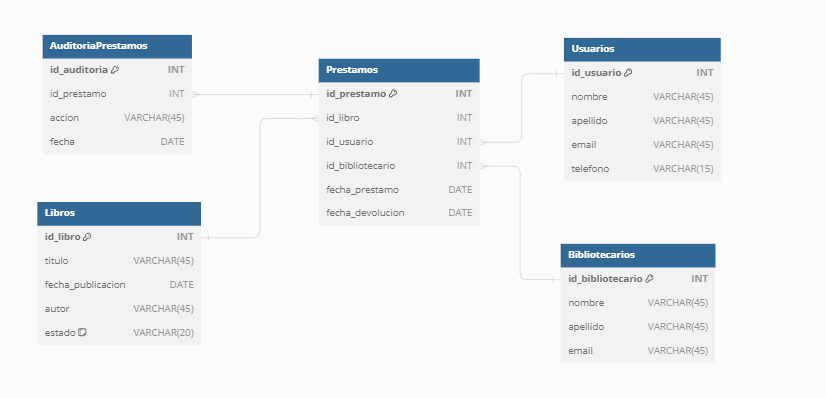 AuditoriaPrestamos
id_auditoria INT
id_prestamo INT
accion VARCHAR(45)
fecha DATE
Prestamos
id_prestamo INT
id_libro INT
id_usuario INT
id_bibliotecario INT
fecha_prestamo DATE
fecha_devolucion DATE
Usuarios
id_usuario INT
nombre VARCHAR(45)
apellido VARCHAR(45)
email VARCHAR(45)
telefono VARCHAR(15)
Libros
id_libro INT
titulo VARCHAR(45)
fecha_publicacion DATE
autor VARCHAR(45)
estado VARCHAR(20)
Bibliotecarios
id_bibliotecario INT
nombre VARCHAR(45)
apellido VARCHAR(45)
email VARCHAR(45)